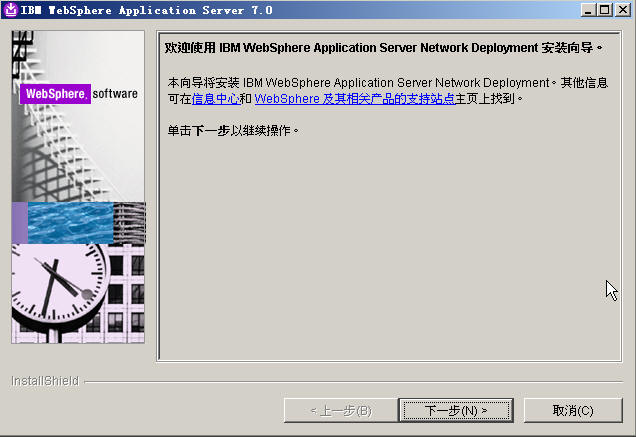 IBM WebSphere Application Server 7.0
WebSphere. software
欢迎使用 IBM WebSphere Application Server Network Deployment 安装向导。
本向导将安装 IBM WebSphere Application Server Network Deployment。其他信息
可在信息中心和 WebSphere 及其相关产品的支持站点主页上找到。
单击下一步以继续操作。
InstallShield
< 上一步(B)
下一步(N) >
取消(C)